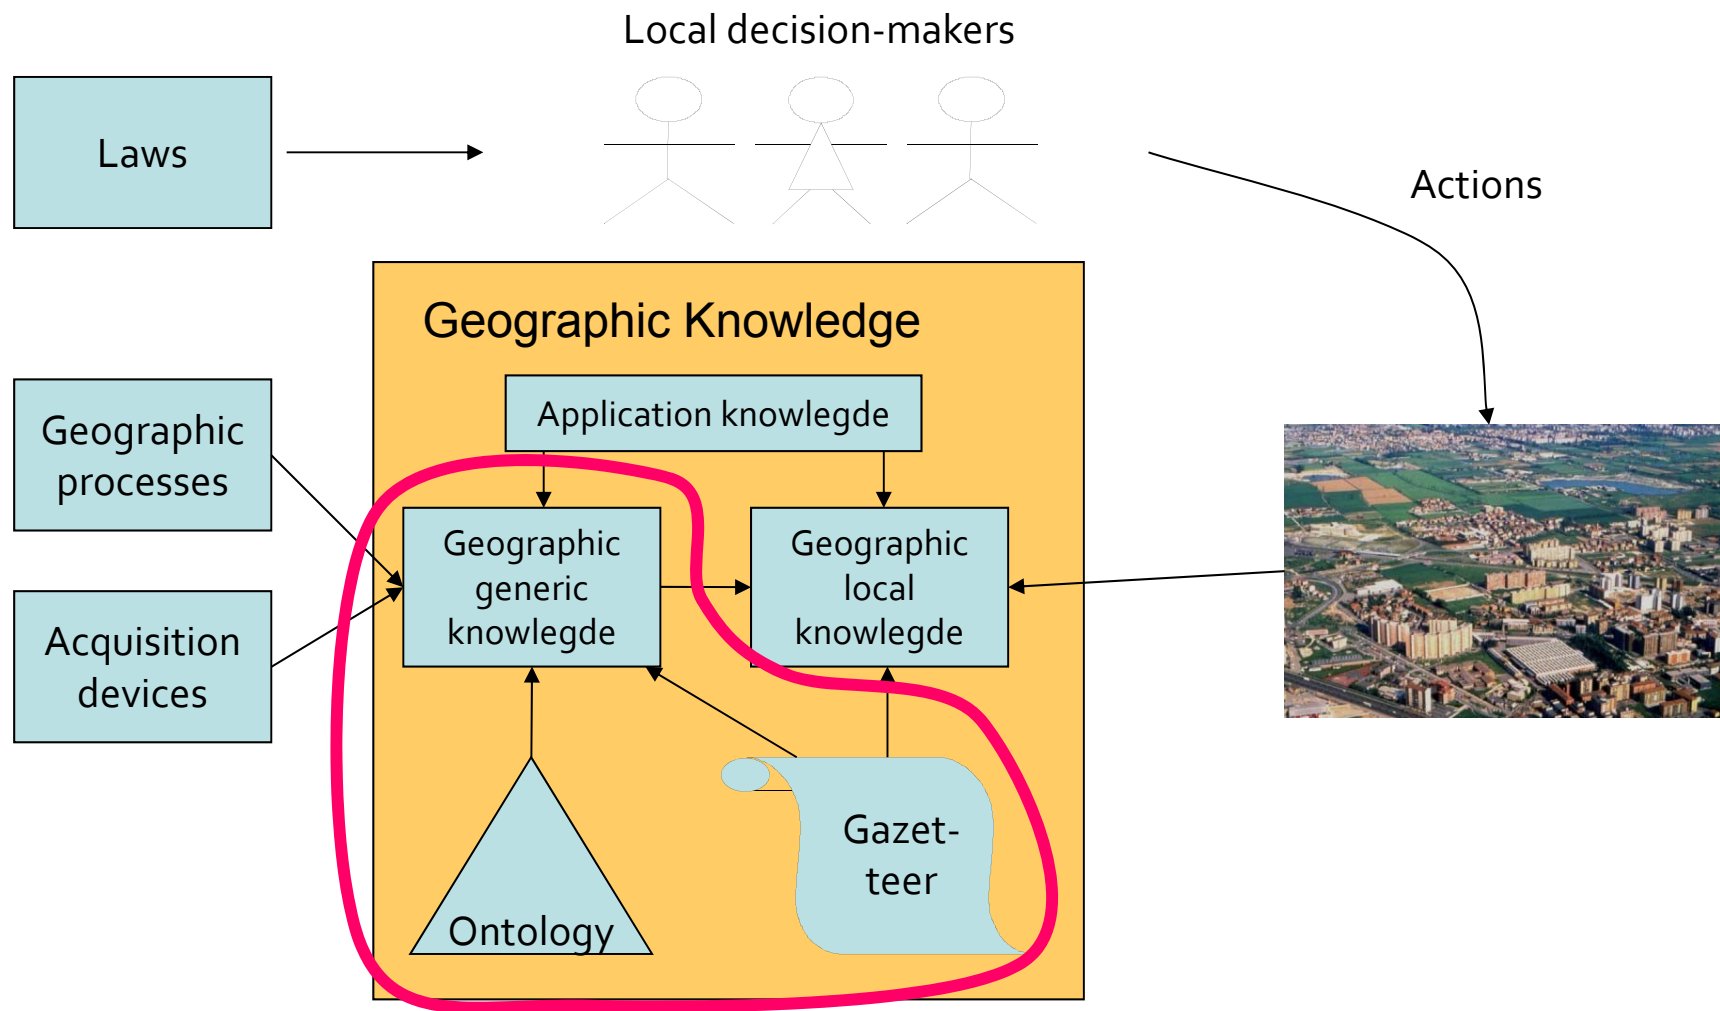 Local decision-makers
Laws
Actions
Geographic Knowledge
Application knowlegde
Geographic
processes
Geographic
generic
knowlegde
Geographic
local
knowlegde
Acquisition
devices
Gazet-
teer
Ontology